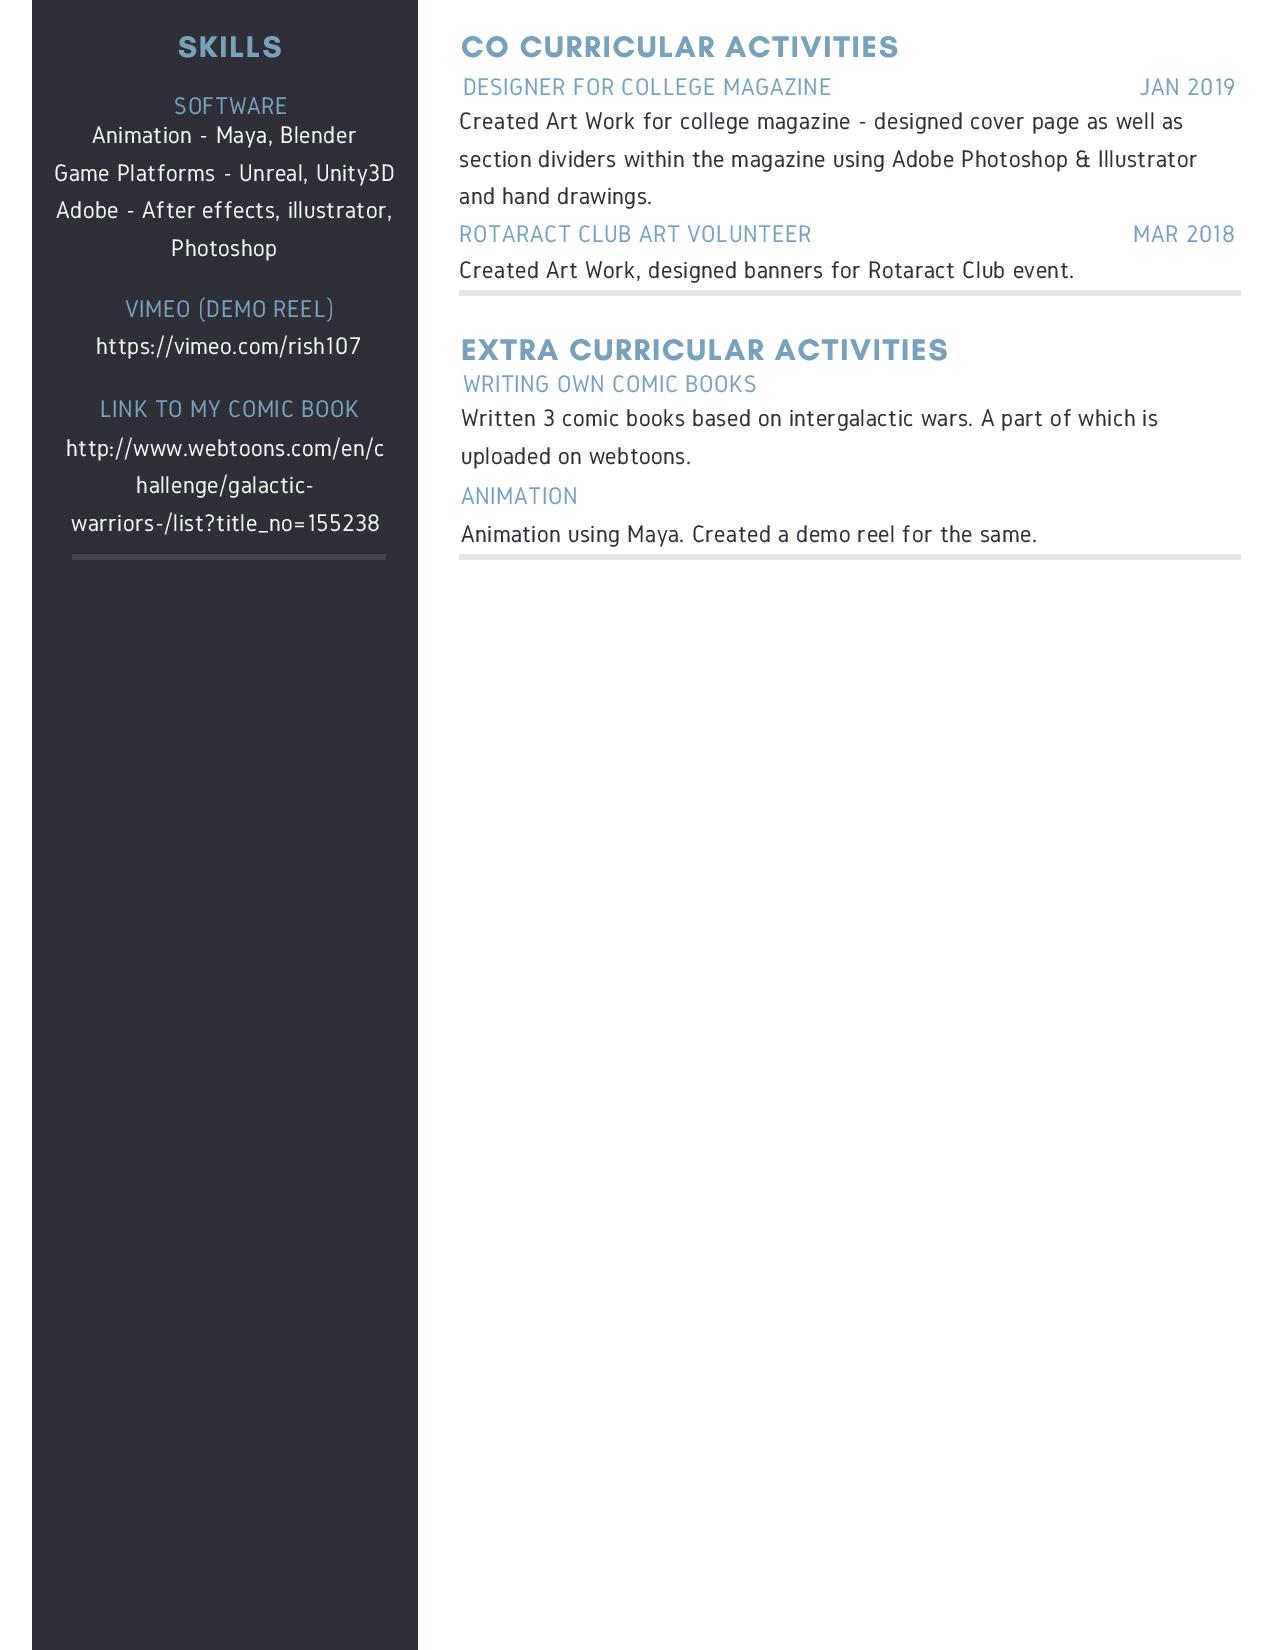 SKILLS
SOFTWARE
Animation - Maya, Blender
Game Platforms - Unreal, Unity3D
Adobe - After effects, illustrator,
Photoshop
VIMEO (DEMO REEL)
https://vimeo.com/rish107
LINK TO MY COMIC BOOK
http://www.webtoons.com/en/c
hallenge/galactic-
warriors-/list?title_no=155238
CO CURRICULAR ACTIVITIES
DESIGNER FOR COLLEGE MAGAZINE JAN 2019
Created Art Work for college magazine - designed cover page as well as
section dividers within the magazine using Adobe Photoshop & Illustrator
and hand drawings.
ROTARACT CLUB ART VOLUNTEER MAR 2018
Created Art Work, designed banners for Rotaract Club event.
EXTRA CURRICULAR ACTIVITIES
WRITING OWN COMIC BOOKS
Written 3 comic books based on intergalactic wars. A part of which is
uploaded on webtoons.
ANIMATION
Animation using Maya. Created a demo reel for the same.